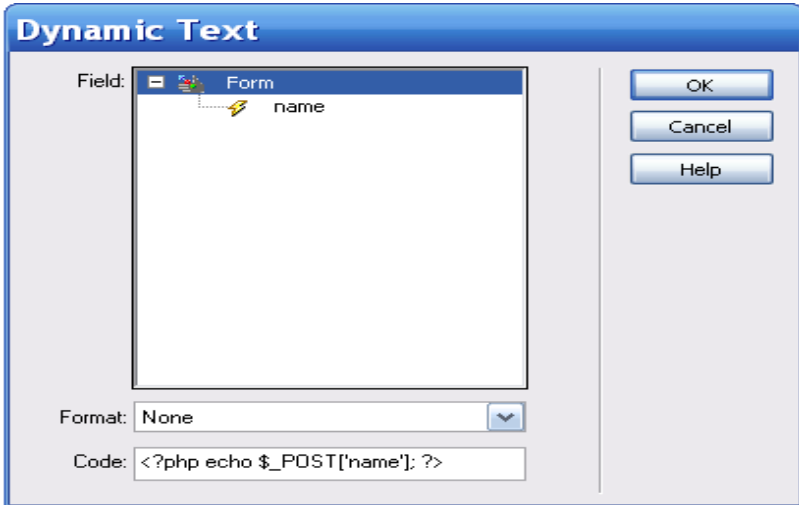 Dynamic Text
Field:
Form
name
OK
Cancel
Help
Format: None
Code: <?php echo $_POST['name']; ?>